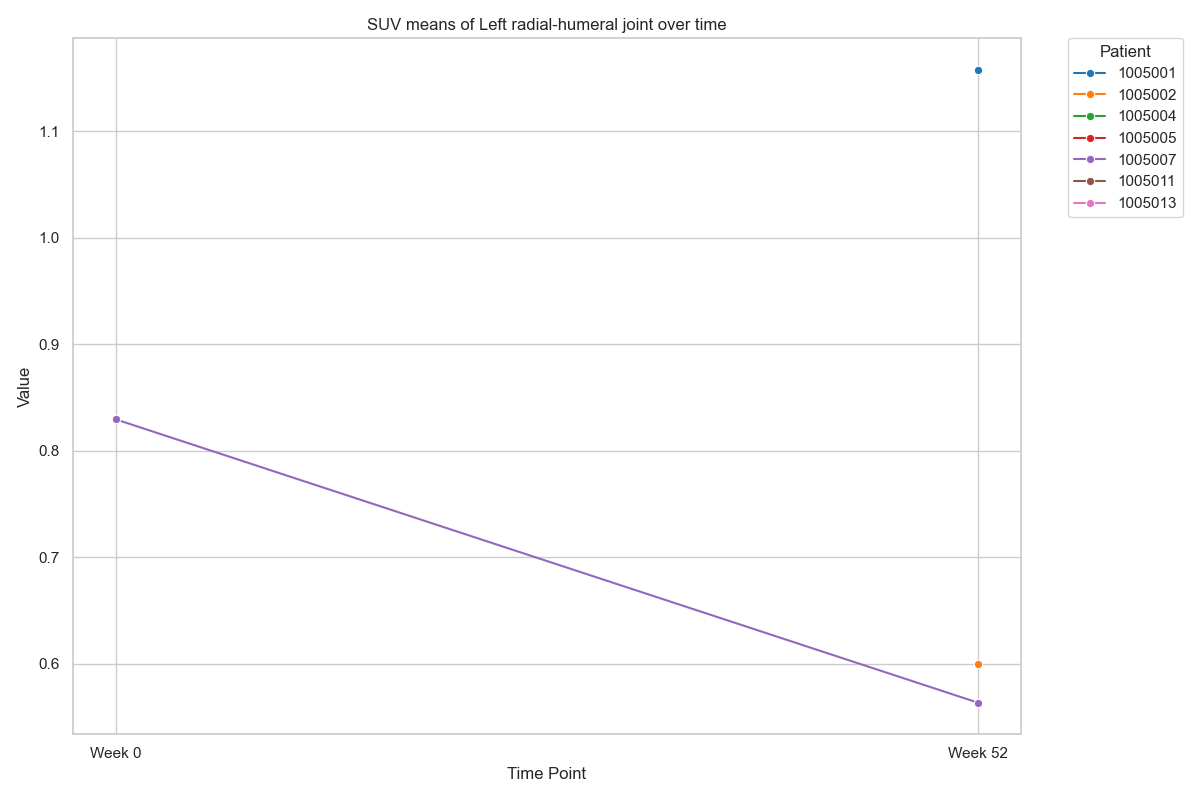 SUV means of Left radial-humeral joint over time
Patient
1005001
1005002
1005004
1005005
1005007
1005011
1005013
Value
1.1
1.0
0.9
0.8
0.7
0.6
Week 0
Week 52
Time Point